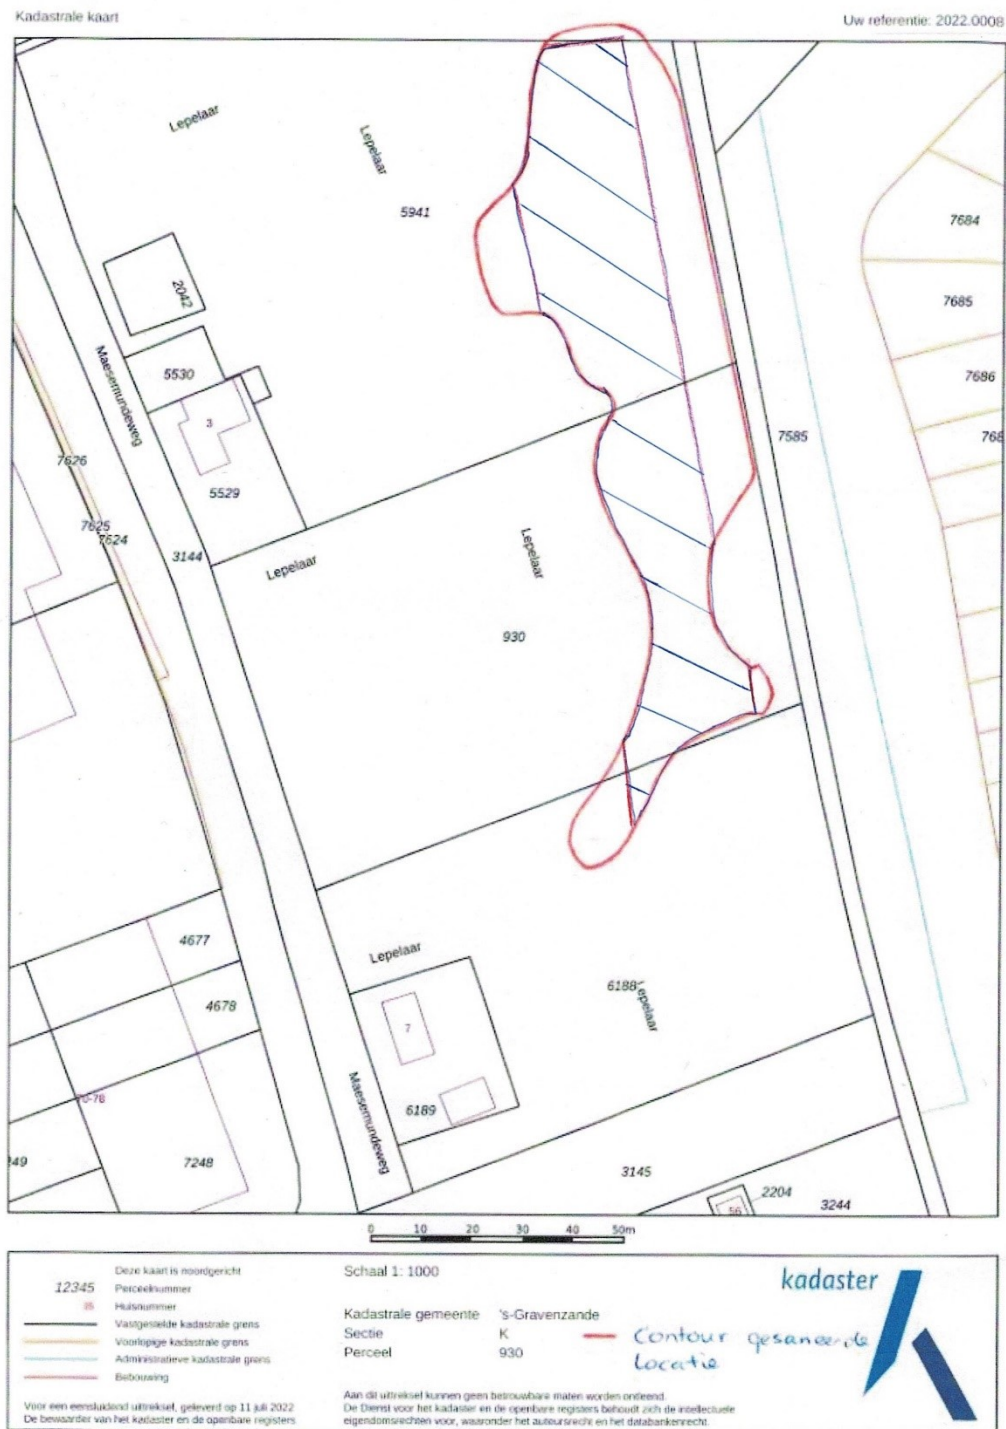 Kadastrale kaart
Uw referentie: 2022.0008
Lepelaar
Lepelaar
5941
7684
2042
7685
Maesemundeweg
5530
7686
3
768
7585
7626
5529
7625
7624
3144
Lepelaar
Lepelaar
930
4677
Lepelaar
6188
Lepelaar
4678
7
Maesemundeweg
70-78
6189
249
7248
3145
2204
56
3244
0 10 20 30 40 50m
Deze kaart is noordgericht
12345 Perceelnummer
Huisnummer
Vastgestelde kadastrale grens
Voorlopige kadastrale grens
Administratieve kadastrale grens
Bebouwing
Voor een eensluidend uittreksel, geleverd op 11 juli 2022
De bewaarder van het kadaster en de openbare registers
Schaal 1: 1000
Kadastrale gemeente 's-Gravenzande
Sectie K
Perceel 930
Contour gesaneerde
locatie
Aan dit uittreksel kunnen geen betrouwbare maten worden ontleend.
De Dienst voor het kadaster en de openbare registers behoudt zich de intellectuele
eigendomsrechten voor, waaronder het auteursrecht en het databankenrecht.
kadaster